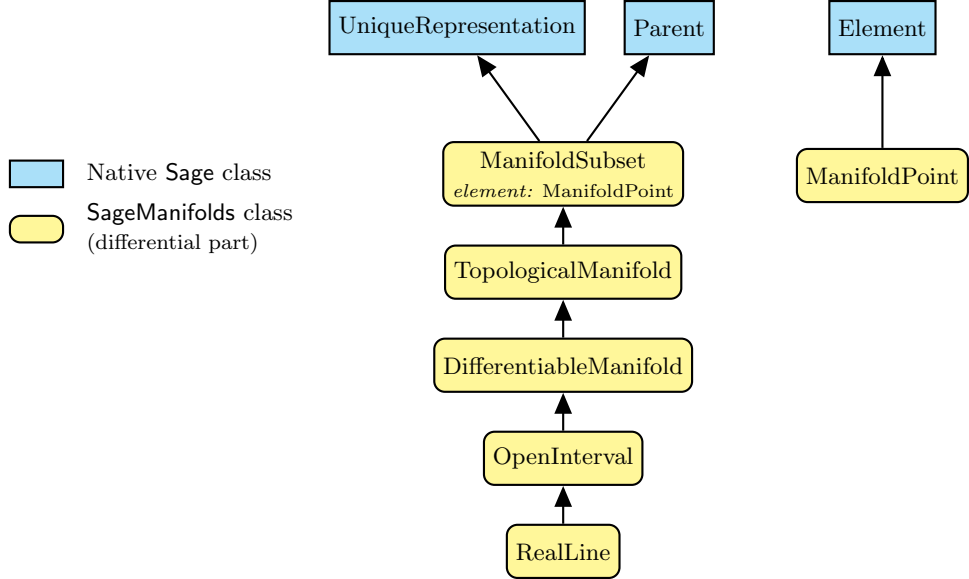 UniqueRepresentation
Parent
Element
ManifoldSubset
element: ManifoldPoint
ManifoldPoint
Native Sage class
SageManifolds class
(differential part)
TopologicalManifold
DifferentiableManifold
OpenInterval
RealLine